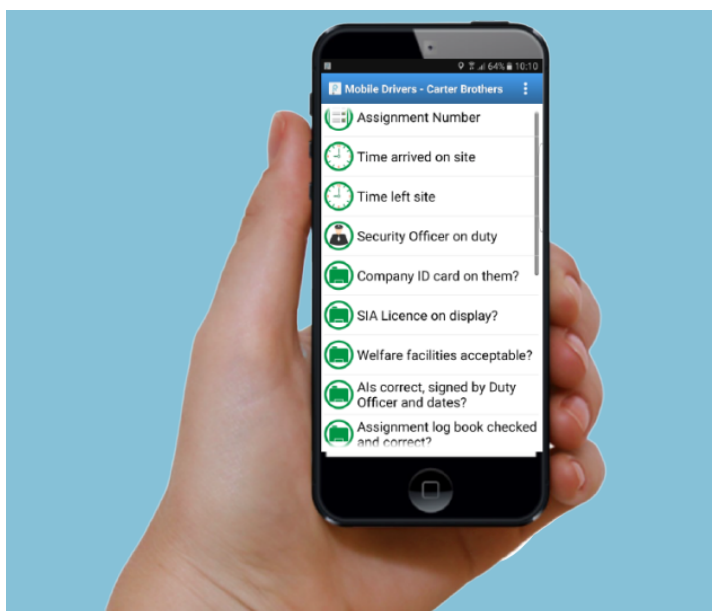 64% 10:10
Mobile Drivers - Carter Brothers
Assignment Number
Time arrived on site
Time left site
Security Officer on duty
Company ID card on them?
SIA Licence on display?
Welfare facilities acceptable?
AIs correct, signed by Duty
Officer and dates?
Assignment log book checked
and correct?